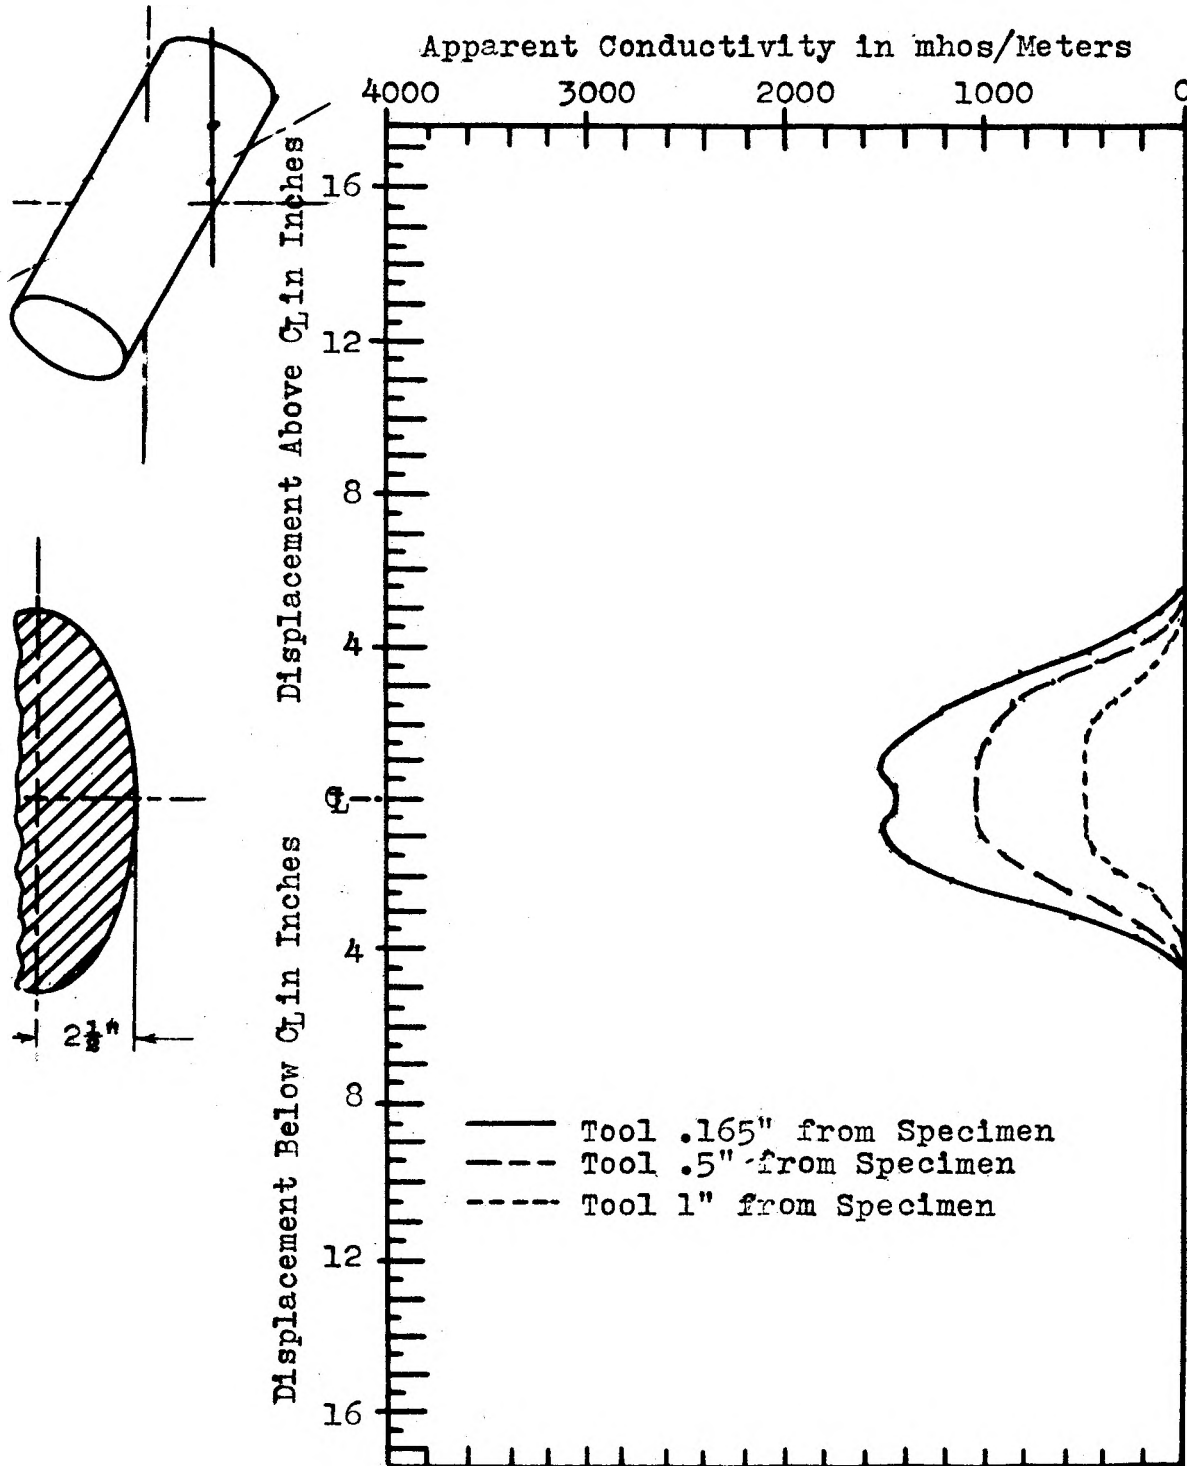 Apparent Conductivity in mhos/Meters
4000 3000 2000 1000 0
Displacement Above ℄ in Inches
16
12
8
4
℄
4
8
12
16
Displacement Below ℄ in Inches
2½"
Tool .165" from Specimen
Tool .5" from Specimen
Tool 1" from Specimen